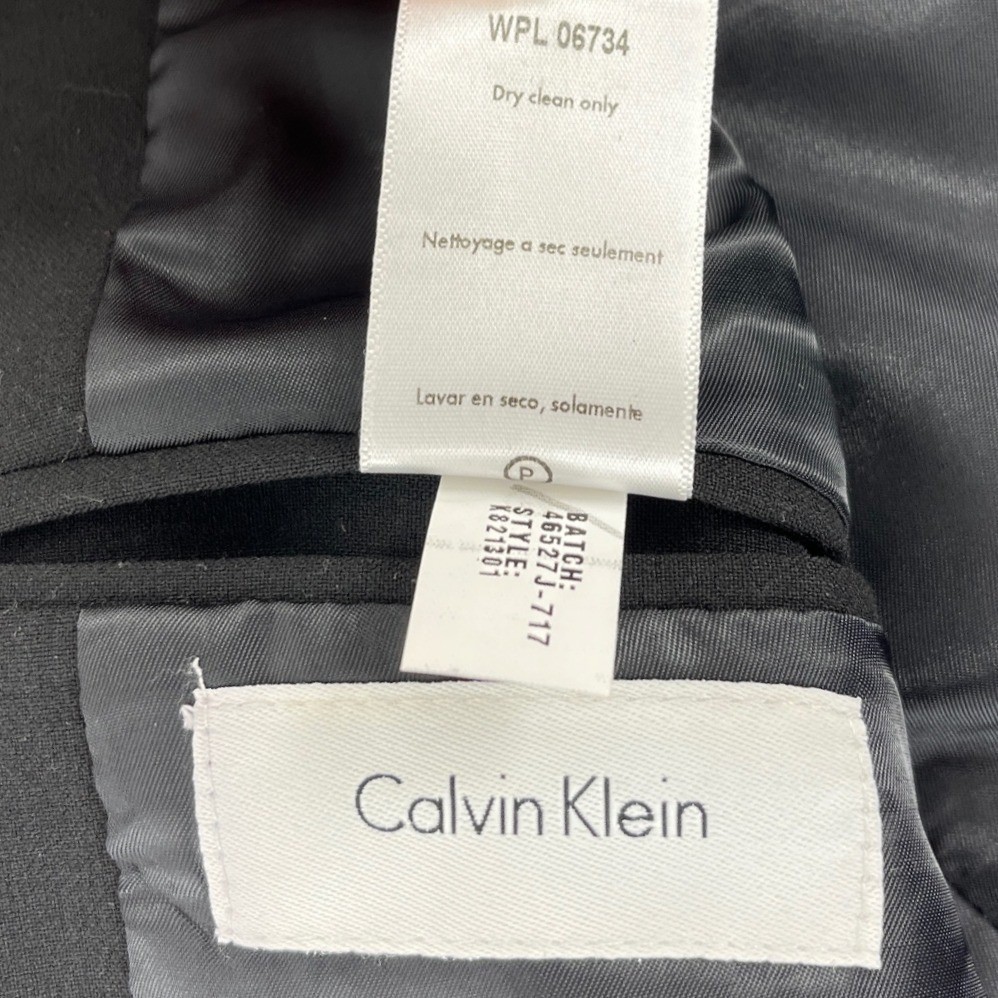 WPL 06734
Dry clean only
Nettoyage a sec seulement
Lavar en seco, solamente
P
BATCH:
46527J-717
STYLE:
K821301
Calvin Klein